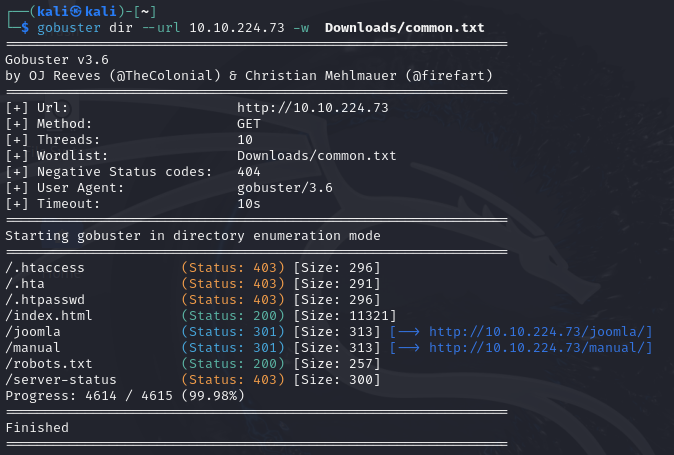 ┌──(kali㉿kali)-[~]
└─$ gobuster dir --url 10.10.224.73 -w  Downloads/common.txt
===============================================================
Gobuster v3.6
by OJ Reeves (@TheColonial) & Christian Mehlmauer (@firefart)
===============================================================
[+] Url:                     http://10.10.224.73
[+] Method:                  GET
[+] Threads:                 10
[+] Wordlist:                Downloads/common.txt
[+] Negative Status codes:   404
[+] User Agent:              gobuster/3.6
[+] Timeout:                 10s
===============================================================
Starting gobuster in directory enumeration mode
===============================================================
/.htaccess            (Status: 403) [Size: 296]
/.hta                 (Status: 403) [Size: 291]
/.htpasswd            (Status: 403) [Size: 296]
/index.html           (Status: 200) [Size: 11321]
/joomla               (Status: 301) [Size: 313] [--> http://10.10.224.73/joomla/]
/manual               (Status: 301) [Size: 313] [--> http://10.10.224.73/manual/]
/robots.txt           (Status: 200) [Size: 257]
/server-status        (Status: 403) [Size: 300]
Progress: 4614 / 4615 (99.98%)
===============================================================
Finished
===============================================================